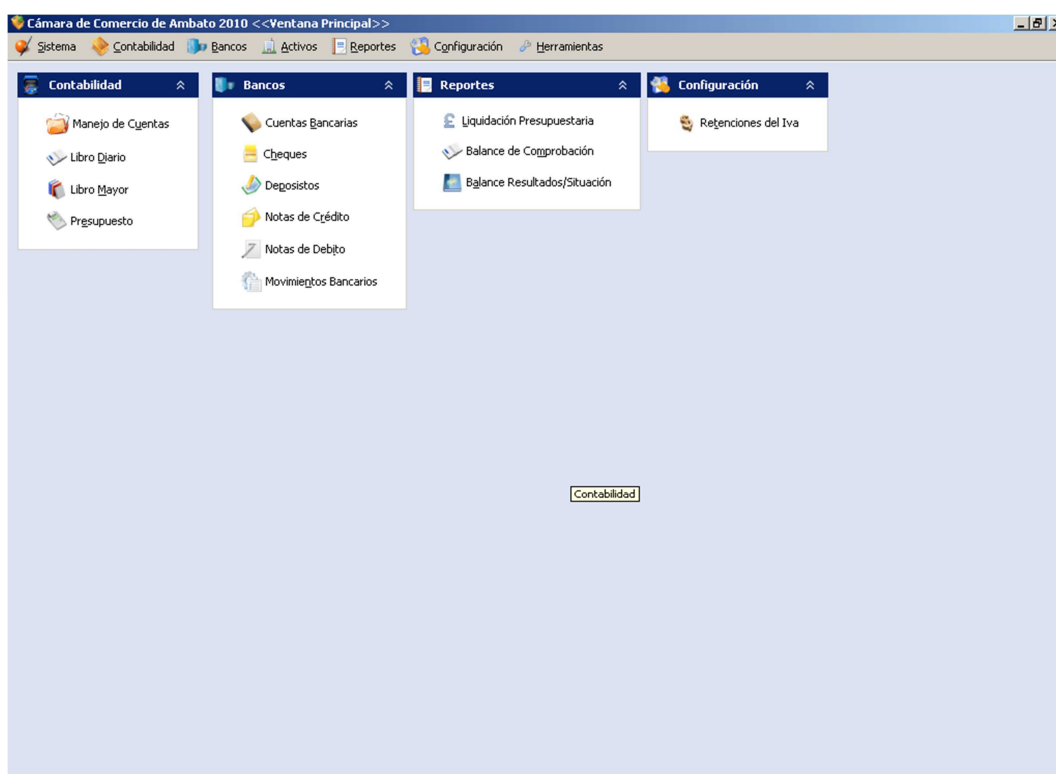 Cámara de Comercio de Ambato 2010 <<Ventana Principal>>
Sistema Contabilidad Bancos Activos Reportes Configuración Herramientas
Contabilidad
Manejo de Cuentas
Libro Diario
Libro Mayor
Presupuesto
Bancos
Cuentas Bancarias
Cheques
Deposistos
Notas de Crédito
Notas de Debito
Movimientos Bancarios
Reportes
Liquidación Presupuestaria
Balance de Comprobación
Balance Resultados/Situación
Configuración
Retenciones del Iva
Contabilidad